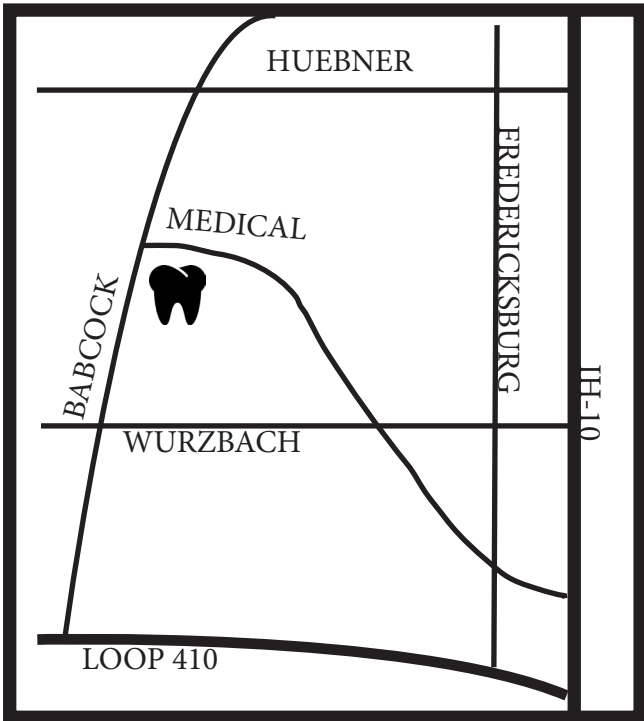 HUEBNER
FREDERICKSBURG
MEDICAL
BABCOCK
IH-10
WURZBACH
LOOP 410